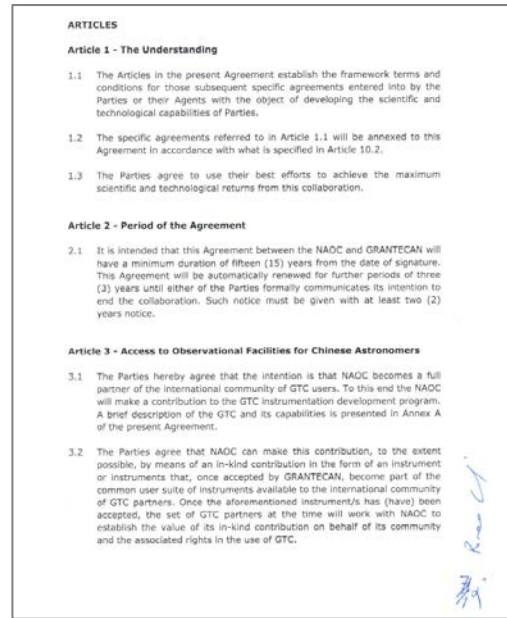 ARTICLES
Article 1 - The Understanding
1.1 The Articles in the present Agreement establish the framework terms and
conditions for those subsequent specific agreements entered into by the
Parties or their Agents with the object of developing the scientific and
technological capabilities of Parties.
1.2 The specific agreements referred to in Article 1.1 will be annexed to this
Agreement in accordance with what is specified in Article 10.2.
1.3 The Parties agree to use their best efforts to achieve the maximum
scientific and technological returns from this collaboration.
Article 2 - Period of the Agreement
2.1 It is intended that this Agreement between the NAOC and GRANTECAN will
have a minimum duration of fifteen (15) years from the date of signature.
This Agreement will be automatically renewed for further periods of three
(3) years until either of the Parties formally communicates its intention to
end the collaboration. Such notice must be given with at least two (2)
years notice.
Article 3 - Access to Observational Facilities for Chinese Astronomers
3.1 The Parties hereby agree that the intention is that NAOC becomes a full
partner of the international community of GTC users. To this end the NAOC
will make a contribution to the GTC instrumentation development program.
A brief description of the GTC and its capabilities is presented in Annex A
of the present Agreement.
3.2 The Parties agree that NAOC can make this contribution, to the extent
possible, by means of an in-kind contribution in the form of an instrument
or instruments that, once accepted by GRANTECAN, become part of the
common user suite of instruments available to the international community
of GTC partners. Once the aforementioned instrument/s has (have) been
accepted, the set of GTC partners at the time will work with NAOC to
establish the value of its in-kind contribution on behalf of its community
and the associated rights in the use of GTC.